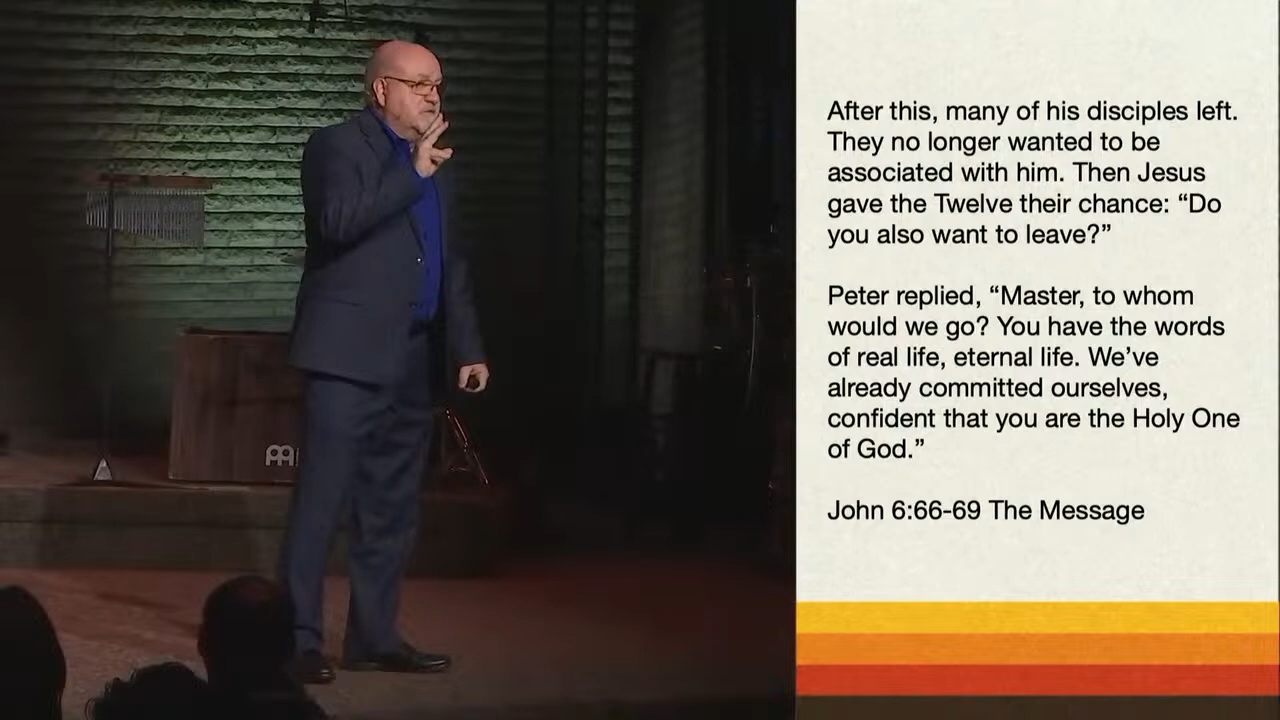 After this, many of his disciples left.
They no longer wanted to be
associated with him. Then Jesus
gave the Twelve their chance: “Do
you also want to leave?”
Peter replied, “Master, to whom
would we go? You have the words
of real life, eternal life. We’ve
already committed ourselves,
confident that you are the Holy One
of God.”
John 6:66-69 The Message